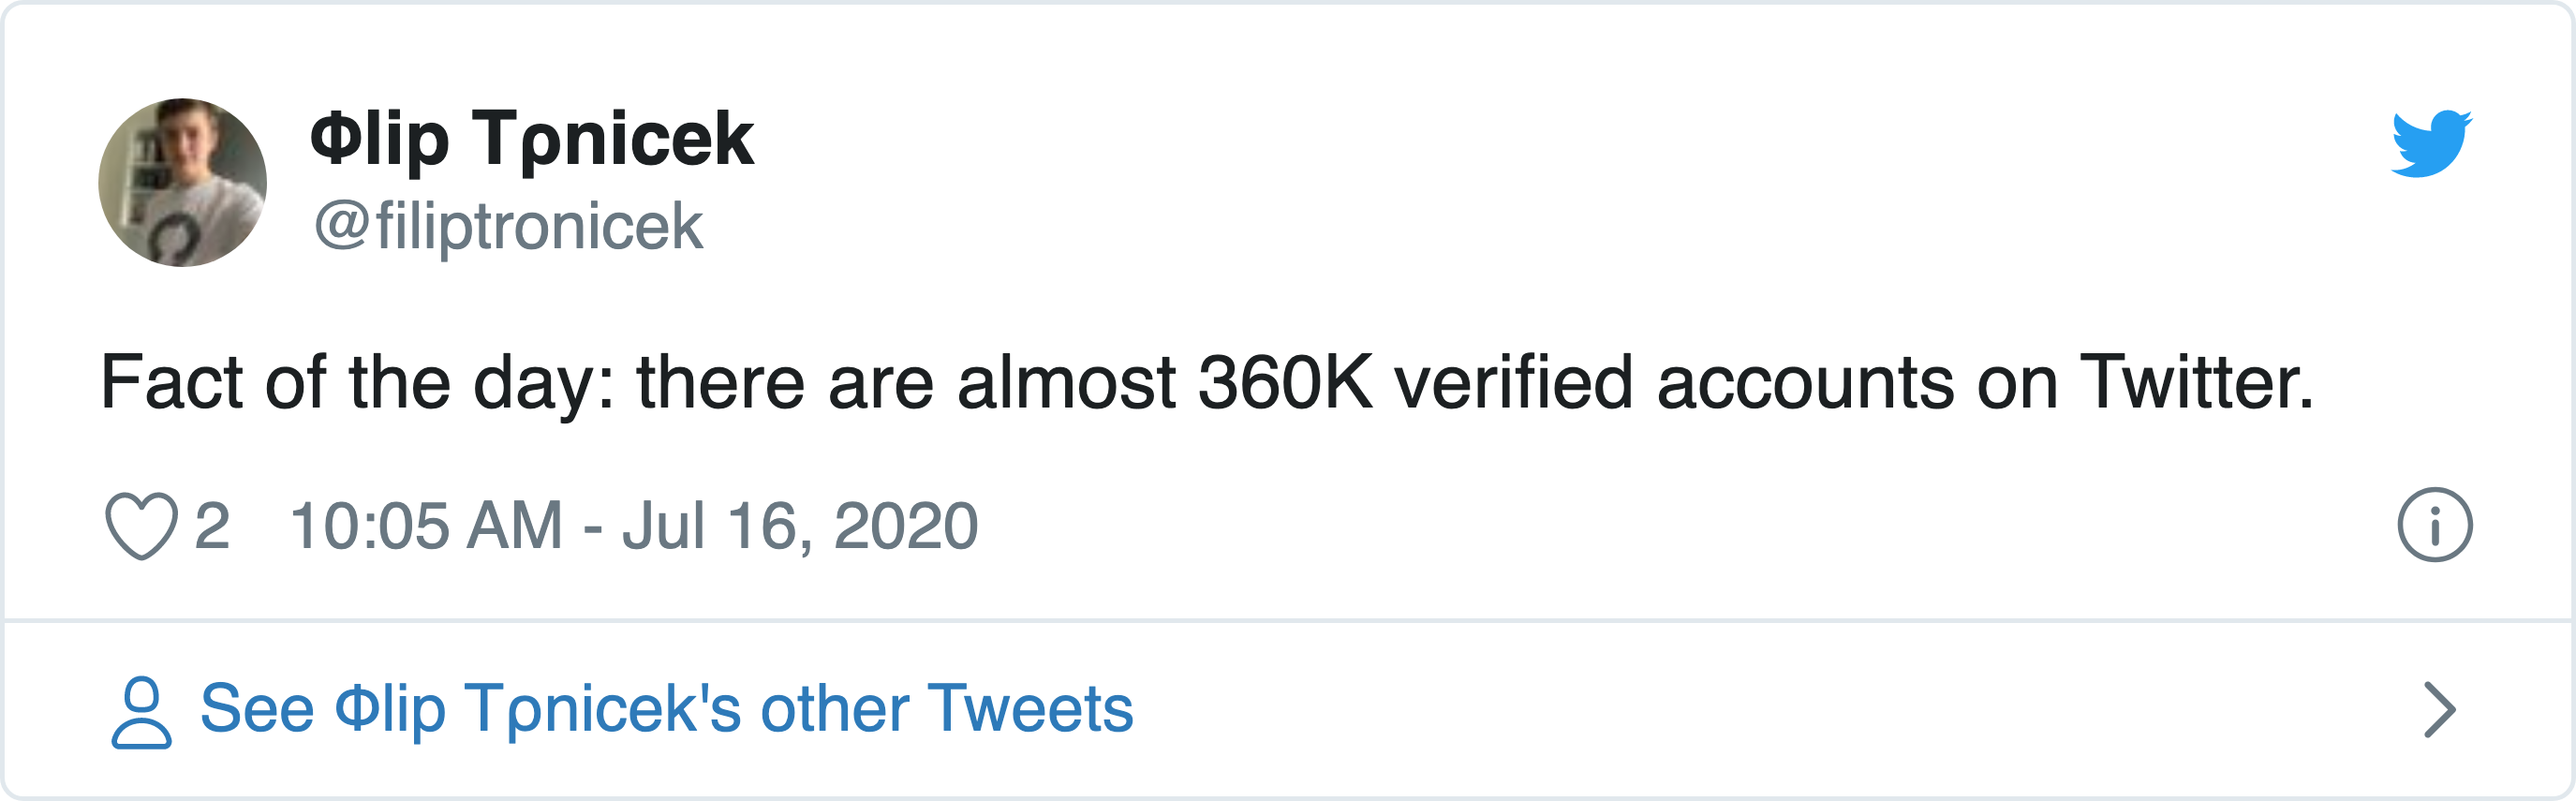 Φlip Tρnicek
@filiptronicek
Fact of the day: there are almost 360K verified accounts on Twitter.
2 10:05 AM - Jul 16, 2020
See Φlip Tρnicek's other Tweets